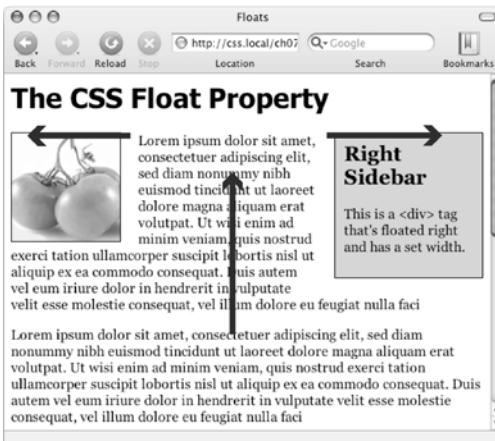 Floats
http://css.local/ch07
Google
Back Forward Reload Stop Location Search Bookmarks
The CSS Float Property
Lorem ipsum dolor sit amet,
consectetuer adipiscing elit,
sed diam nonummy nibh
euismod tincidunt ut laoreet
dolore magna aliquam erat
volutpat. Ut wisi enim ad
minim veniam, quis nostrud
exerci tation ullamcorper suscipit lobortis nisl ut
aliquip ex ea commodo consequat. Duis autem
vel eum iriure dolor in hendrerit in vulputate
velit esse molestie consequat, vel illum dolore eu feugiat nulla faci
Right
Sidebar
This is a <div> tag
that's floated right
and has a set width.
Lorem ipsum dolor sit amet, consectetuer adipiscing elit, sed diam
nonummy nibh euismod tincidunt ut laoreet dolore magna aliquam erat
volutpat. Ut wisi enim ad minim veniam, quis nostrud exerci tation
ullamcorper suscipit lobortis nisl ut aliquip ex ea commodo consequat. Duis
autem vel eum iriure dolor in hendrerit in vulputate velit esse molestie
consequat, vel illum dolore eu feugiat nulla faci